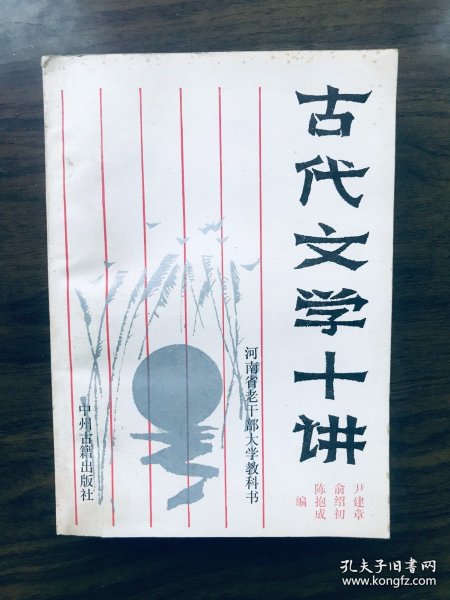 古代文学十讲
尹建章
俞绍初
陈抱成
编
河南省老干部大学教科书
中州古籍出版社
孔夫子旧书网
www.kongfz.com